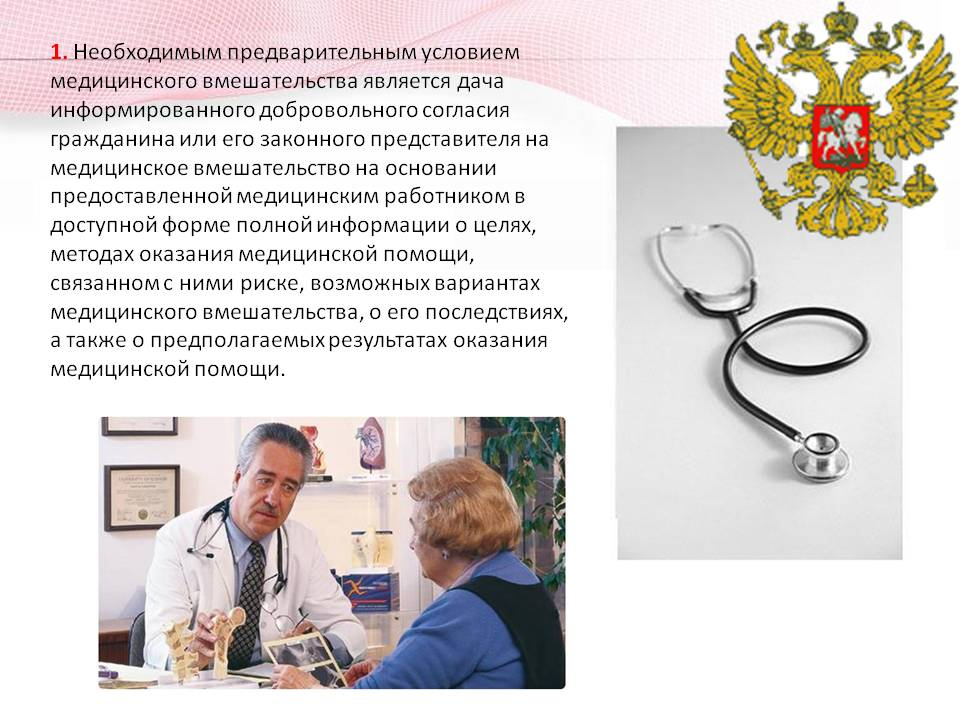 1. Необходимым предварительным условием
медицинского вмешательства является дача
информированного добровольного согласия
гражданина или его законного представителя на
медицинское вмешательство на основании
предоставленной медицинским работником в
доступной форме полной информации о целях,
методах оказания медицинской помощи,
связанном с ними риске, возможных вариантах
медицинского вмешательства, о его последствиях,
а также о предполагаемых результатах оказания
медицинской помощи.